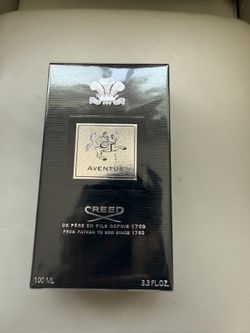 AVENTUS
CREED
DE PÈRE EN FILS DEPUIS 1760
FROM FATHER TO SON SINCE 1760
100 ML 3.3 FL.OZ.